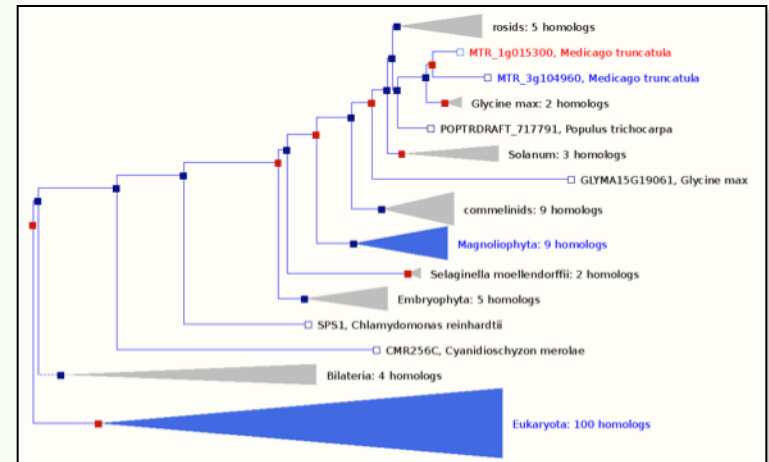 rosids: 5 homologs
MTR_1g015300, Medicago truncatula
MTR_3g104960, Medicago truncatula
Glycine max: 2 homologs
POPTRDRAFT_717791, Populus trichocarpa
Solanum: 3 homologs
GLYMA15G19061, Glycine max
commelinids: 9 homologs
Magnoliophyta: 9 homologs
Selaginella moellendorffii: 2 homologs
Embryophyta: 5 homologs
SPS1, Chlamydomonas reinhardtii
CMR256C, Cyanidioschyzon merolae
Bilateria: 4 homologs
Eukaryota: 100 homologs